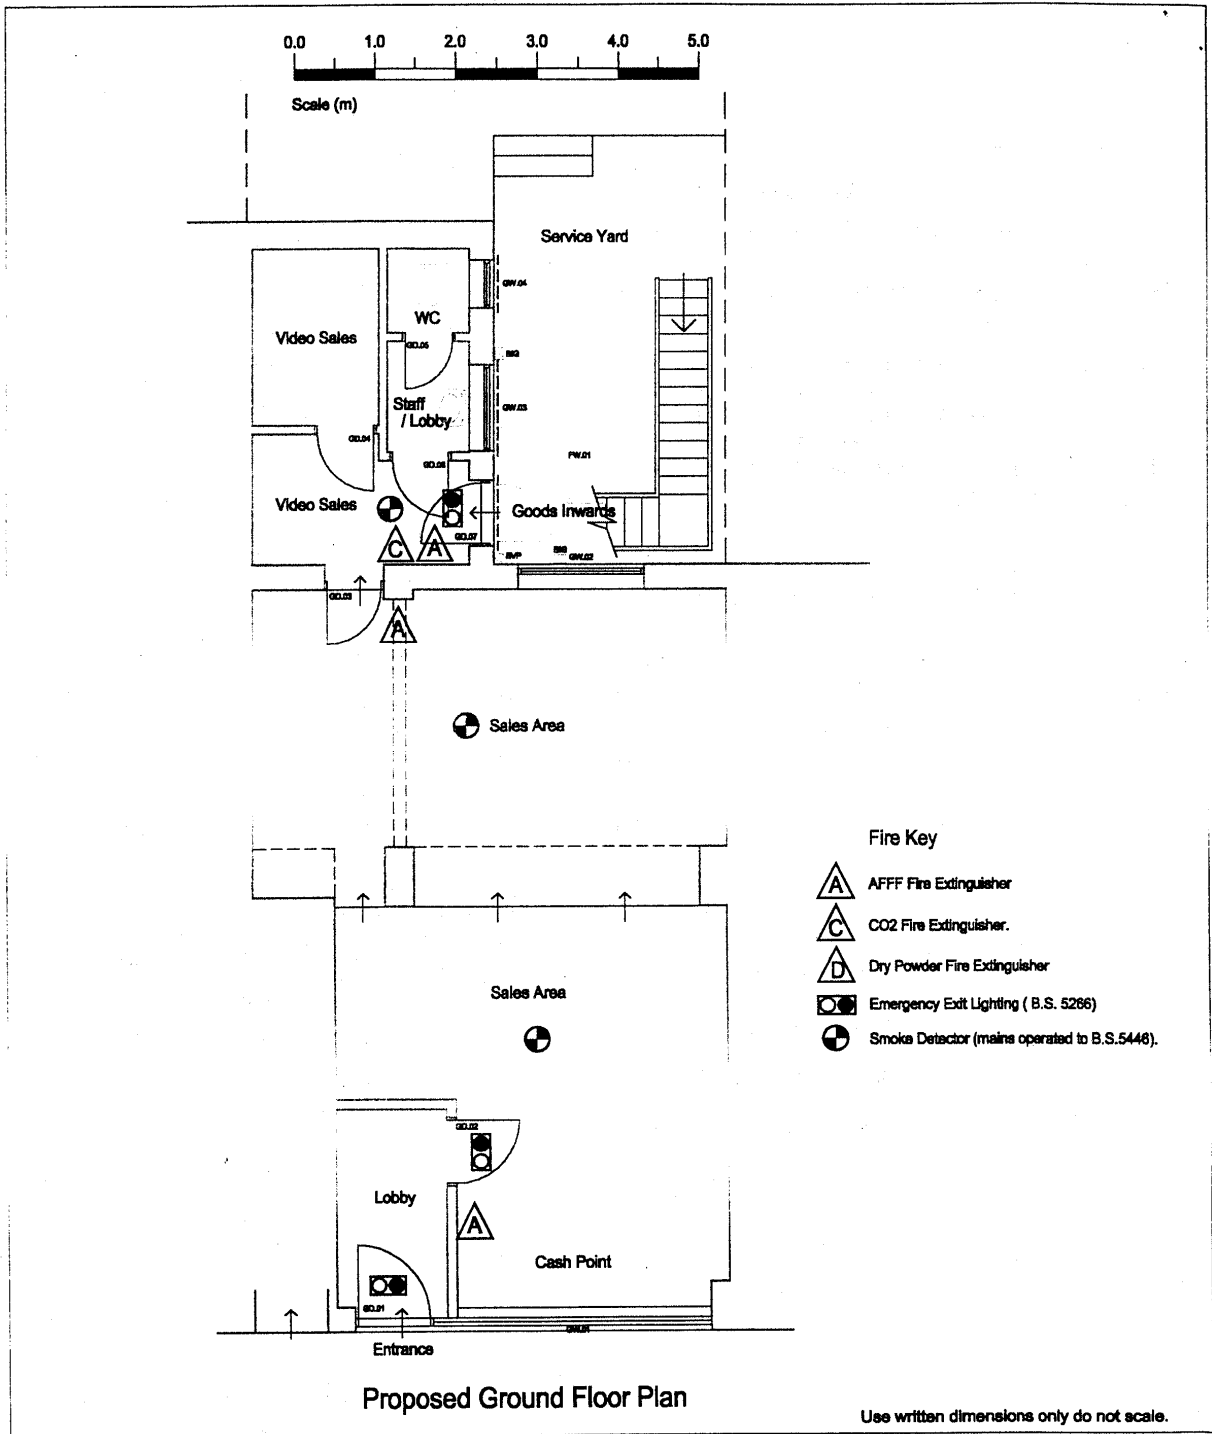 0.0 1.0 2.0 3.0 4.0 5.0
Scale (m)
Service Yard
GW.04
WC
Video Sales
GD.05
GW.03
Staff
/ Lobby
GD.04
GD.06
FW.01
Video Sales
Goods Inwards
GD.07
C
A
SVP
GW.02
GD.03
A
Sales Area
Fire Key
A AFFF Fire Extinguisher
C CO2 Fire Extinguisher.
D Dry Powder Fire Extinguisher
Emergency Exit Lighting ( B.S. 5266)
Smoke Detector (mains operated to B.S.5446).
Sales Area
GD.02
Lobby
A
Cash Point
GD.01
GW.01
Entrance
Proposed Ground Floor Plan
Use written dimensions only do not scale.